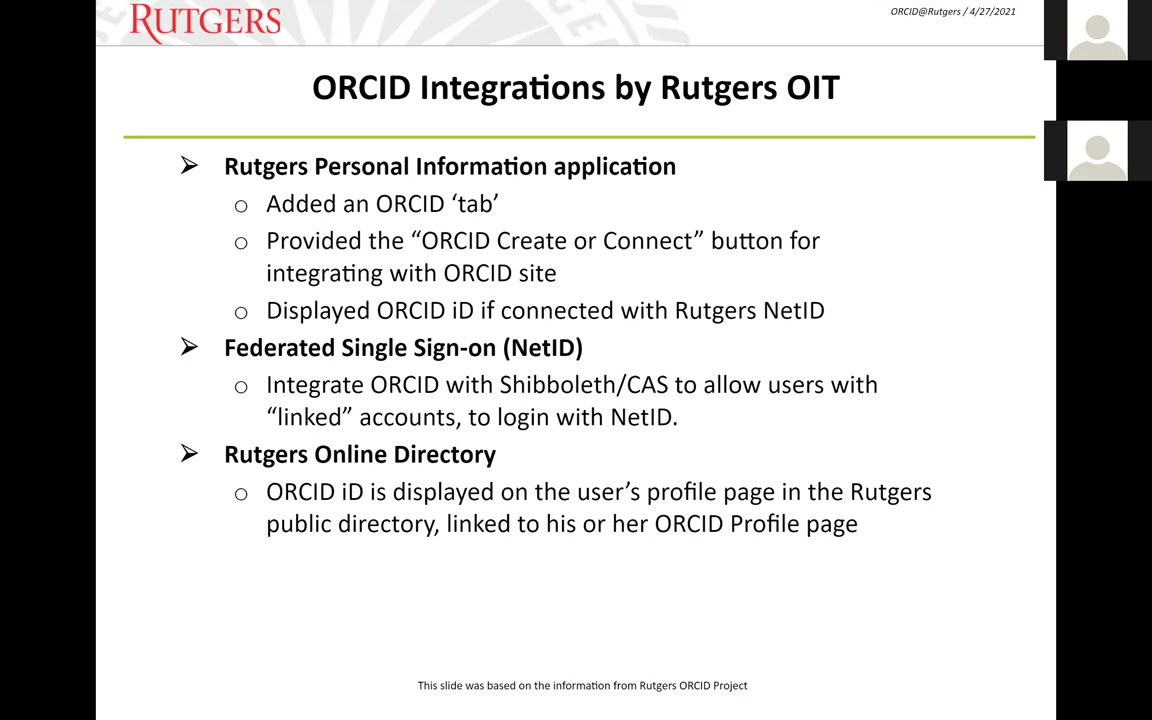 RUTGERS
ORCID@Rutgers / 4/27/2021
ORCID Integrations by Rutgers OIT
➢ Rutgers Personal Information application
o Added an ORCID ‘tab’
o Provided the “ORCID Create or Connect” button for
integrating with ORCID site
o Displayed ORCID iD if connected with Rutgers NetID
➢ Federated Single Sign-on (NetID)
o Integrate ORCID with Shibboleth/CAS to allow users with
“linked” accounts, to login with NetID.
➢ Rutgers Online Directory
o ORCID iD is displayed on the user’s profile page in the Rutgers
public directory, linked to his or her ORCID Profile page
This slide was based on the information from Rutgers ORCID Project